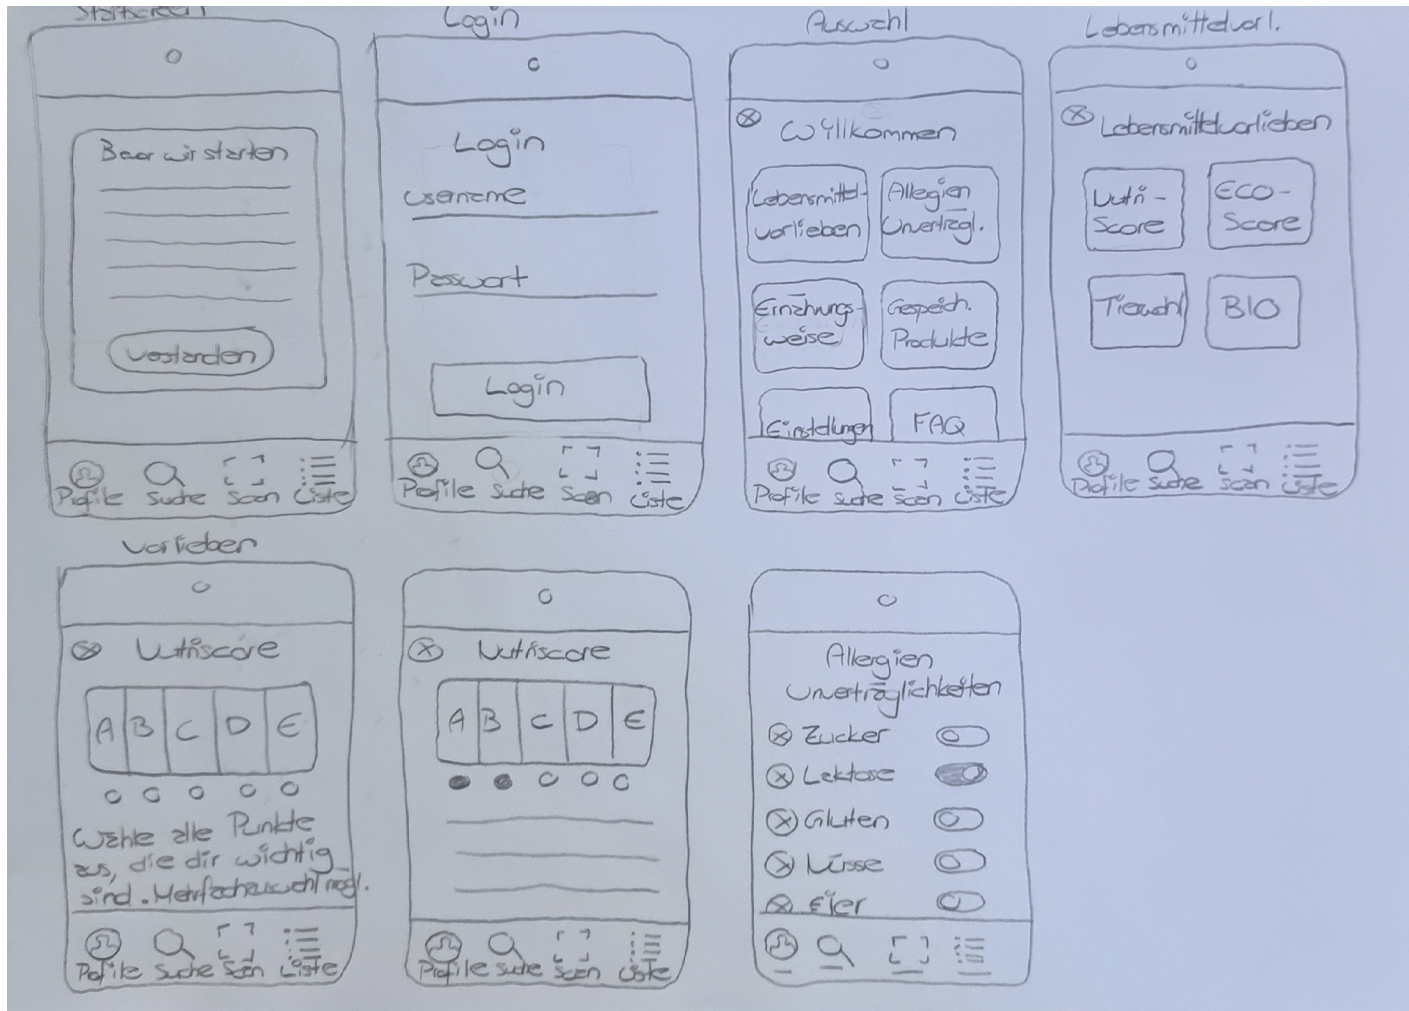 Startscreen
Bevor wir starten
verstanden
Profile Suche Scan Liste
Login
Login
Username
Passwort
Login
Profile Suche Scan Liste
Auswahl
Willkommen
Lebensmittel-
vorlieben
Allergien
Unverträgl.
Ernährungs-
weise
Gespeich.
Produkte
Einstellungen
FAQ
Profile Suche Scan Liste
Lebensmittelvorl.
Lebensmittelvorlieben
Nutri-
Score
ECO-
Score
Tierwohl
BIO
Profile Suche Scan Liste
Vorlieben
Nutriscore
A B C D E
Wähle alle Punkte
aus, die dir wichtig
sind. Mehrfachauswahl mögl.
Profile Suche Scan Liste
Nutriscore
A B C D E
Profile Suche Scan Liste
Allergien
Unverträglichkeiten
Zucker
Laktose
Gluten
Nüsse
Eier